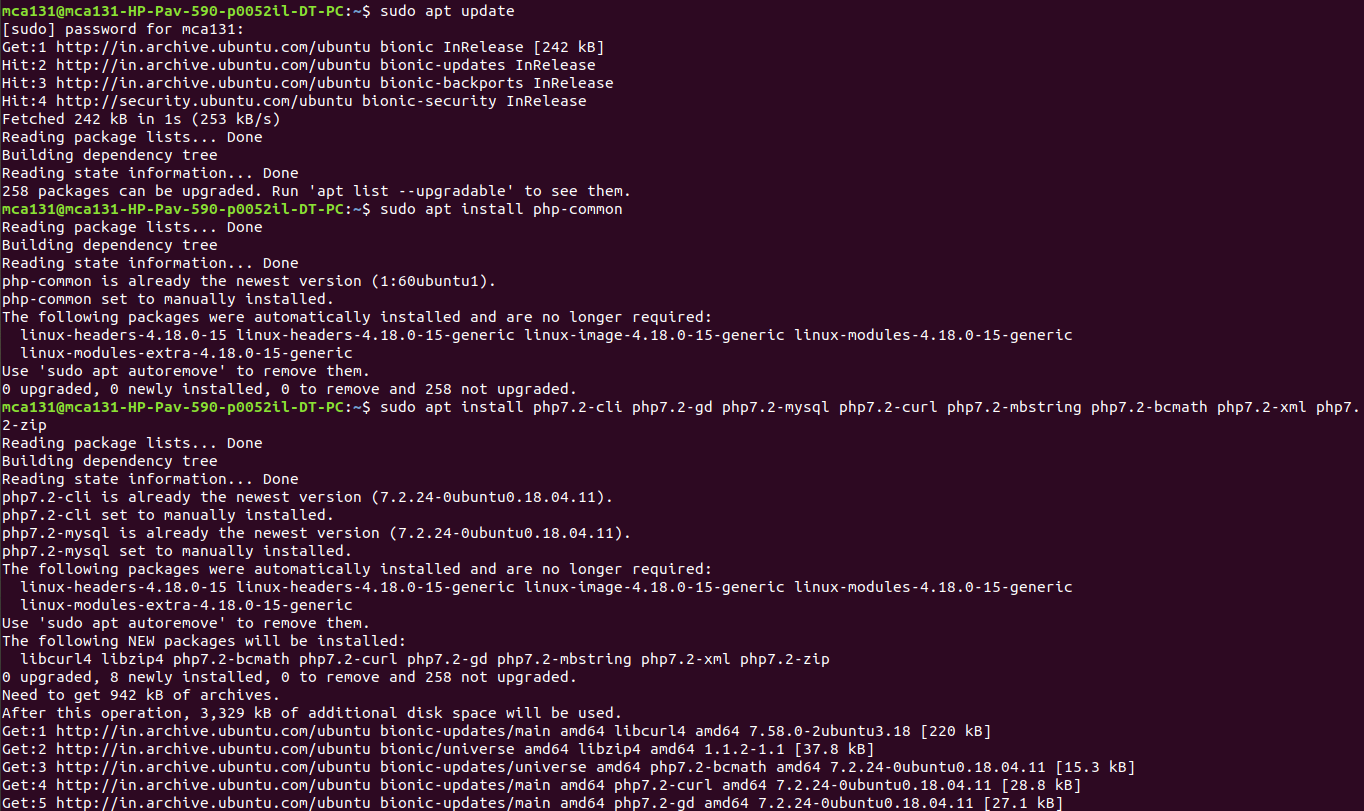 mca131@mca131-HP-Pav-590-p0052il-DT-PC:~$ sudo apt update
[sudo] password for mca131:
Get:1 http://in.archive.ubuntu.com/ubuntu bionic InRelease [242 kB]
Hit:2 http://in.archive.ubuntu.com/ubuntu bionic-updates InRelease
Hit:3 http://in.archive.ubuntu.com/ubuntu bionic-backports InRelease
Hit:4 http://security.ubuntu.com/ubuntu bionic-security InRelease
Fetched 242 kB in 1s (253 kB/s)
Reading package lists... Done
Building dependency tree
Reading state information... Done
258 packages can be upgraded. Run 'apt list --upgradable' to see them.
mca131@mca131-HP-Pav-590-p0052il-DT-PC:~$ sudo apt install php-common
Reading package lists... Done
Building dependency tree
Reading state information... Done
php-common is already the newest version (1:60ubuntu1).
php-common set to manually installed.
The following packages were automatically installed and are no longer required:
  linux-headers-4.18.0-15 linux-headers-4.18.0-15-generic linux-image-4.18.0-15-generic linux-modules-4.18.0-15-generic
  linux-modules-extra-4.18.0-15-generic
Use 'sudo apt autoremove' to remove them.
0 upgraded, 0 newly installed, 0 to remove and 258 not upgraded.
mca131@mca131-HP-Pav-590-p0052il-DT-PC:~$ sudo apt install php7.2-cli php7.2-gd php7.2-mysql php7.2-curl php7.2-mbstring php7.2-bcmath php7.2-xml php7.
2-zip
Reading package lists... Done
Building dependency tree
Reading state information... Done
php7.2-cli is already the newest version (7.2.24-0ubuntu0.18.04.11).
php7.2-cli set to manually installed.
php7.2-mysql is already the newest version (7.2.24-0ubuntu0.18.04.11).
php7.2-mysql set to manually installed.
The following packages were automatically installed and are no longer required:
  linux-headers-4.18.0-15 linux-headers-4.18.0-15-generic linux-image-4.18.0-15-generic linux-modules-4.18.0-15-generic
  linux-modules-extra-4.18.0-15-generic
Use 'sudo apt autoremove' to remove them.
The following NEW packages will be installed:
  libcurl4 libzip4 php7.2-bcmath php7.2-curl php7.2-gd php7.2-mbstring php7.2-xml php7.2-zip
0 upgraded, 8 newly installed, 0 to remove and 258 not upgraded.
Need to get 942 kB of archives.
After this operation, 3,329 kB of additional disk space will be used.
Get:1 http://in.archive.ubuntu.com/ubuntu bionic-updates/main amd64 libcurl4 amd64 7.58.0-2ubuntu3.18 [220 kB]
Get:2 http://in.archive.ubuntu.com/ubuntu bionic/universe amd64 libzip4 amd64 1.1.2-1.1 [37.8 kB]
Get:3 http://in.archive.ubuntu.com/ubuntu bionic-updates/universe amd64 php7.2-bcmath amd64 7.2.24-0ubuntu0.18.04.11 [15.3 kB]
Get:4 http://in.archive.ubuntu.com/ubuntu bionic-updates/main amd64 php7.2-curl amd64 7.2.24-0ubuntu0.18.04.11 [28.8 kB]
Get:5 http://in.archive.ubuntu.com/ubuntu bionic-updates/main amd64 php7.2-gd amd64 7.2.24-0ubuntu0.18.04.11 [27.1 kB]